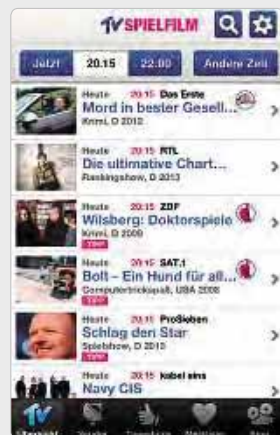 TV SPIELFILM
Jetzt 20.15 22:00 Andere Zeit
Heute 20:15 Das Erste
Mord in bester Gesell...
Krimi, D 2012
Heute 20:15 RTL
Die ultimative Chart...
Rankingshow, D 2013
Heute 20:15 ZDF
Wilsberg: Doktorspiele
Krimi, D 2009
TIPP
Heute 20:15 SAT.1
Bolt – Ein Hund für all...
Computertrickspaß, USA 2008
TIPP
Heute 20:15 ProSieben
Schlag den Star
Spielshow, D 2013
TIPP
Heute 20:15 kabel eins
Navy CIS
TV